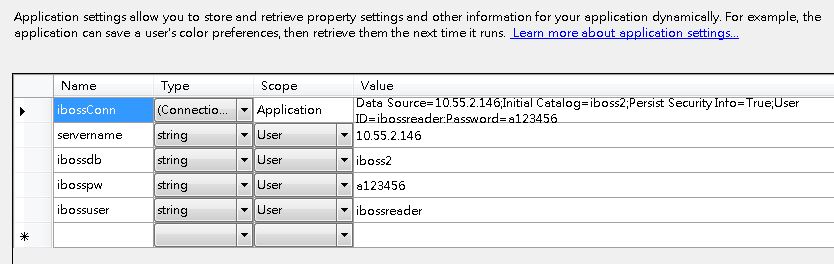 Application settings allow you to store and retrieve property settings and other information for your application dynamically. For example, the
application can save a user's color preferences, then retrieve them the next time it runs. Learn more about application settings...
Name Type Scope Value
ibossConn (Connectio... Application Data Source=10.55.2.146;Initial Catalog=iboss2;Persist Security Info=True;User
ID=ibossreader;Password=a123456
servername string User 10.55.2.146
ibossdb string User iboss2
ibosspw string User a123456
ibossuser string User ibossreader